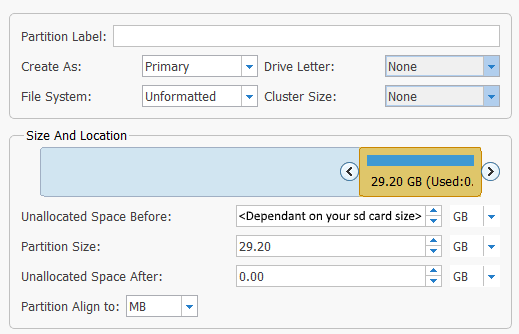 Partition Label:
Create As: Primary Drive Letter: None
File System: Unformatted Cluster Size: None
Size And Location
29.20 GB (Used:0.
Unallocated Space Before: <Dependant on your sd card size> GB
Partition Size: 29.20 GB
Unallocated Space After: 0.00 GB
Partition Align to: MB